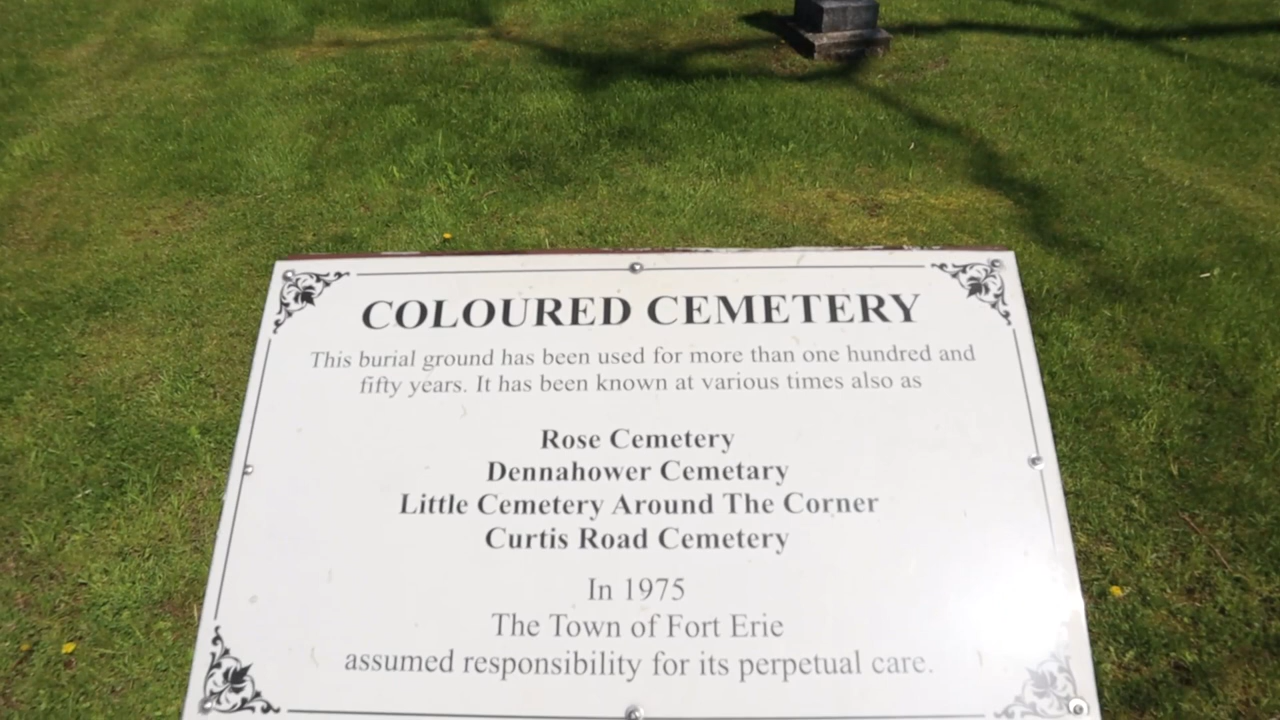 COLOURED CEMETERY
This burial ground has been used for more than one hundred and
fifty years. It has been known at various times also as
Rose Cemetery
Dennahower Cemetary
Little Cemetery Around The Corner
Curtis Road Cemetery
In 1975
The Town of Fort Erie
assumed responsibility for its perpetual care.